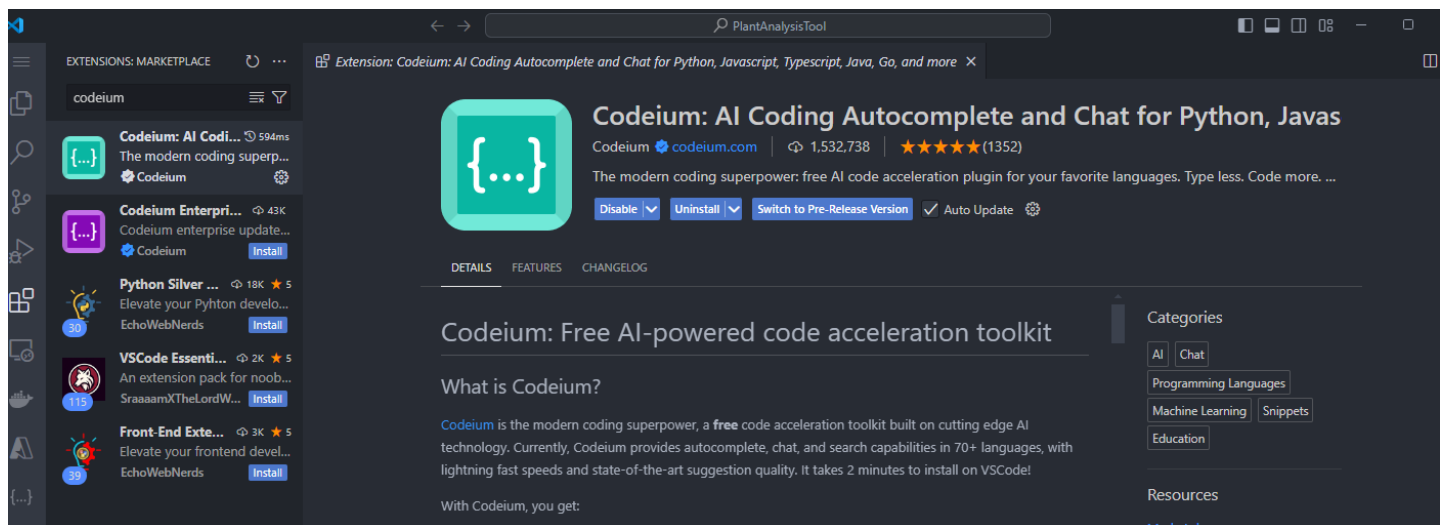 PlantAnalysisTool
EXTENSIONS: MARKETPLACE
codeium
Codeium: AI Codi... 594ms
The modern coding superp...
Codeium
Codeium Enterpri... 43K
Codeium enterprise update...
Codeium Install
Python Silver ... 18K ★ 5
Elevate your Pyhton develo...
30 EchoWebNerds Install
VSCode Essenti... 2K ★ 5
An extension pack for noob...
115 SraaaamXTheLordW... Install
Front-End Exte... 3K ★ 5
Elevate your frontend devel...
39 EchoWebNerds Install
Extension: Codeium: AI Coding Autocomplete and Chat for Python, Javascript, Typescript, Java, Go, and more
Codeium: AI Coding Autocomplete and Chat for Python, Javas
Codeium codeium.com 1,532,738 ★★★★★(1352)
The modern coding superpower: free AI code acceleration plugin for your favorite languages. Type less. Code more. ...
Disable Uninstall Switch to Pre-Release Version Auto Update
DETAILS FEATURES CHANGELOG
Codeium: Free AI-powered code acceleration toolkit
What is Codeium?
Codeium is the modern coding superpower, a free code acceleration toolkit built on cutting edge AI
technology. Currently, Codeium provides autocomplete, chat, and search capabilities in 70+ languages, with
lightning fast speeds and state-of-the-art suggestion quality. It takes 2 minutes to install on VSCode!
With Codeium, you get:
Categories
AI Chat
Programming Languages
Machine Learning Snippets
Education
Resources